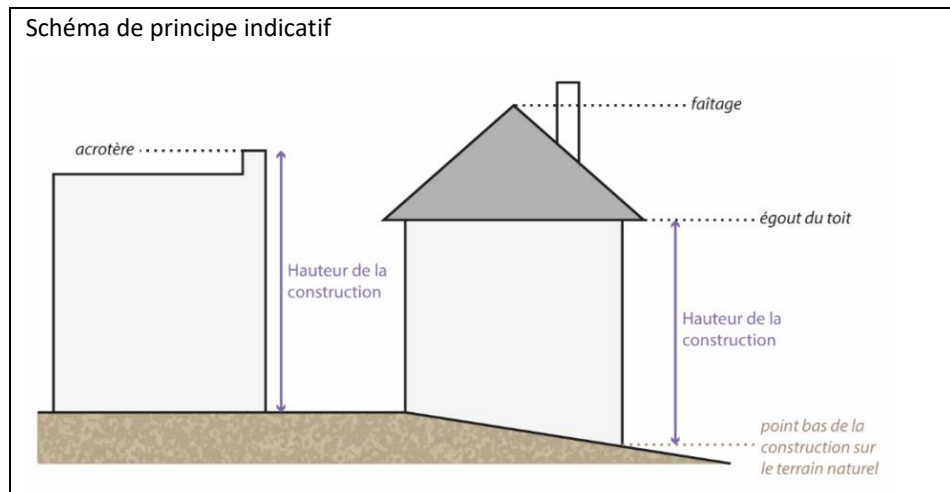 Schéma de principe indicatif
faîtage
acrotère
égout du toit
Hauteur de la
construction
Hauteur de la
construction
point bas de la
construction sur
le terrain naturel